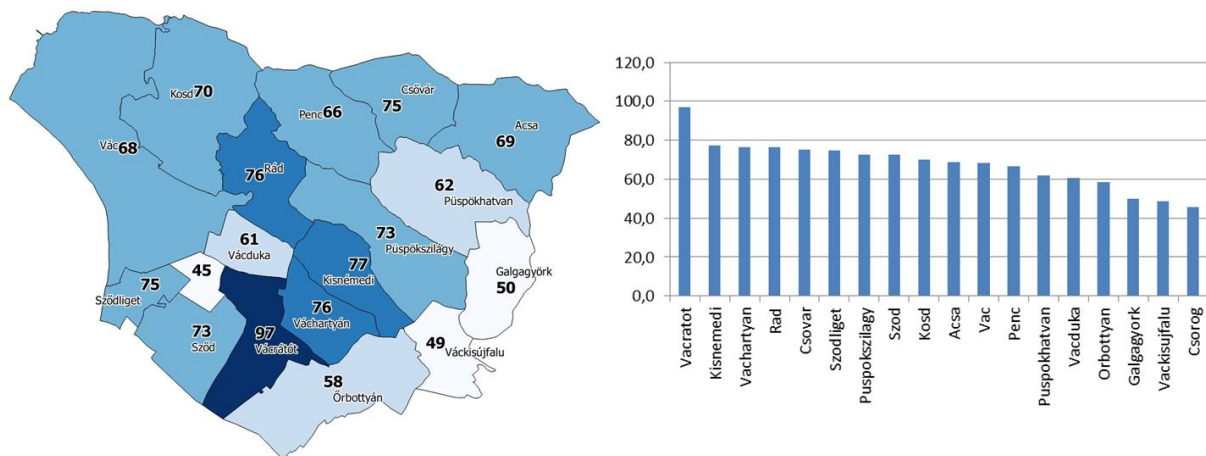 Kosd 70
Penc 66
Csővár
75
Acsa
69
Vác 68
76 Rád
62
Püspökhatvan
61
Vácduka
73
Püspökszilágy
77
Kisnémedi
Galgagyörk
50
45
75
Sződliget
76
Váchartyán
73
Sződ
97
Vácrátót
49
Váckisújfalu
58
Őrbottyán
120,0
100,0
80,0
60,0
40,0
20,0
0,0
Vacratot
Kisnemedi
Vachartyan
Rad
Csovar
Szodliget
Puspokszilagy
Szod
Kosd
Acsa
Vac
Penc
Puspokhatvan
Vacduka
Orbottyan
Galgagyork
Vackisujfalu
Csorog